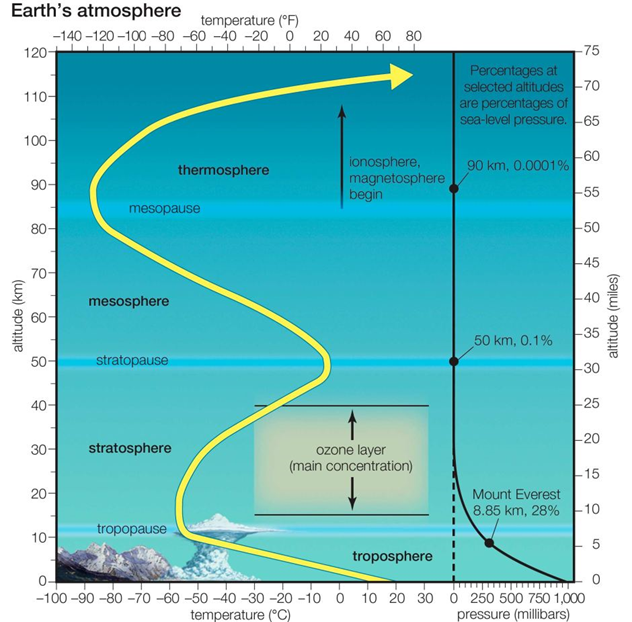 Earth's atmosphere
temperature (°F)
−140 −120 −100 −80 −60 −40 −20 0 20 40 60 80
120
110
100
90
80
70
60
50
40
30
20
10
0
altitude (km)
thermosphere
mesopause
mesosphere
stratopause
stratosphere
tropopause
troposphere
ionosphere,
magnetosphere
begin
ozone layer
(main concentration)
Percentages at
selected altitudes
are percentages of
sea-level pressure.
90 km, 0.0001%
50 km, 0.1%
Mount Everest
8.85 km, 28%
75
70
65
60
55
50
45
40
35
30
25
20
15
10
5
0
altitude (miles)
−100 −90 −80 −70 −60 −50 −40 −30 −20 −10 0 10 20 30
temperature (°C)
0 250 500 750 1,000
pressure (millibars)